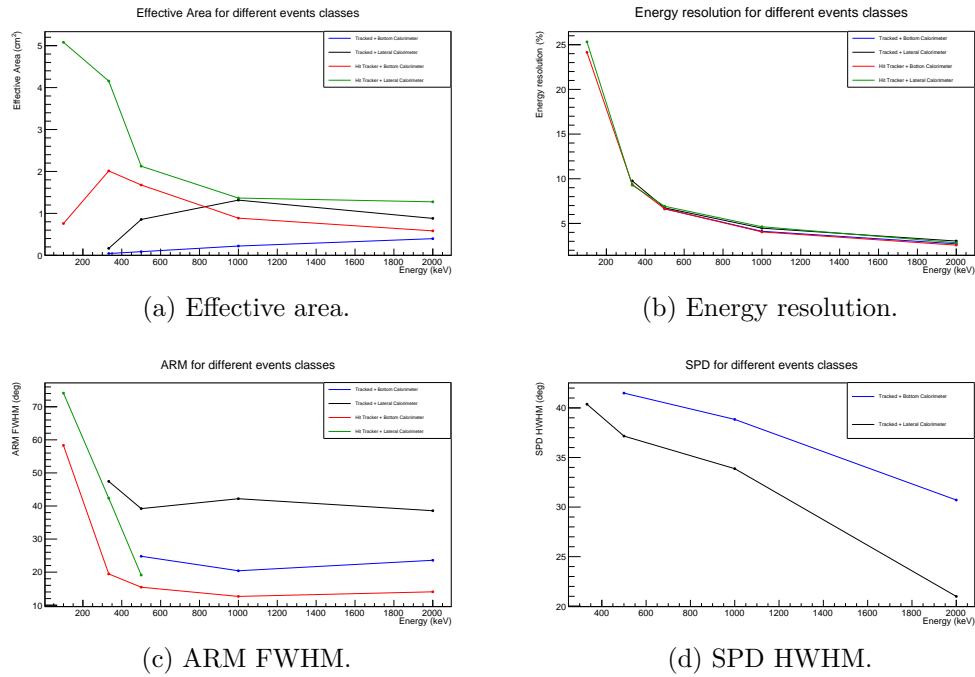 Effective Area for different events classes
Effective Area (cm²)
Tracked + Bottom Calorimeter
Tracked + Lateral Calorimeter
Hit Tracker + Bottom Calorimeter
Hit Tracker + Lateral Calorimeter
5
4
3
2
1
0
200 400 600 800 1000 1200 1400 1600 1800 2000
Energy (keV)
(a) Effective area.
Energy resolution for different events classes
Energy resolution (%)
Tracked + Bottom Calorimeter
Tracked + Lateral Calorimeter
Hit Tracker + Bottom Calorimeter
Hit Tracker + Lateral Calorimeter
25
20
15
10
5
200 400 600 800 1000 1200 1400 1600 1800 2000
Energy (keV)
(b) Energy resolution.
ARM for different events classes
ARM FWHM (deg)
Tracked + Bottom Calorimeter
Tracked + Lateral Calorimeter
Hit Tracker + Bottom Calorimeter
Hit Tracker + Lateral Calorimeter
70
60
50
40
30
20
10
200 400 600 800 1000 1200 1400 1600 1800 2000
Energy (keV)
(c) ARM FWHM.
SPD for different events classes
SPD HWHM (deg)
Tracked + Bottom Calorimeter
Tracked + Lateral Calorimeter
40
35
30
25
20
400 600 800 1000 1200 1400 1600 1800 2000
Energy (keV)
(d) SPD HWHM.